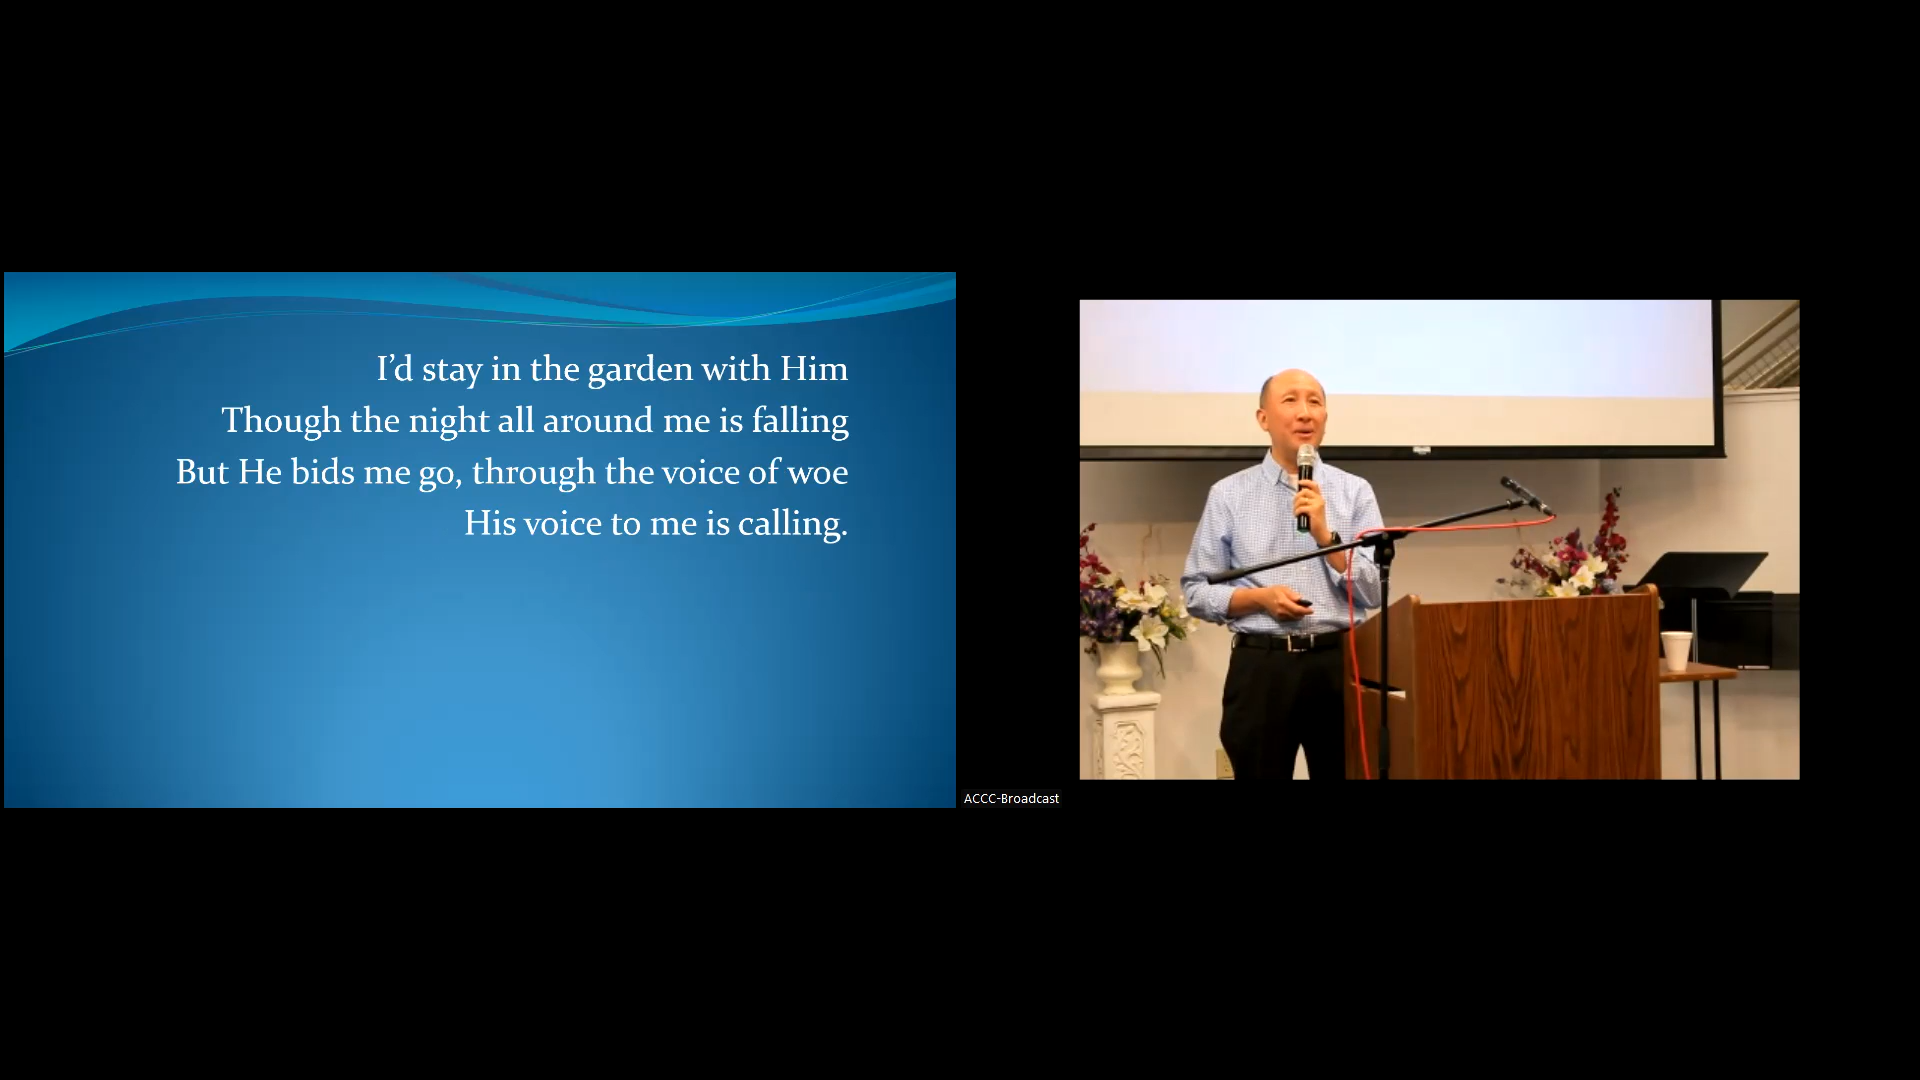 I’d stay in the garden with Him
Though the night all around me is falling
But He bids me go, through the voice of woe
His voice to me is calling.
ACCC-Broadcast